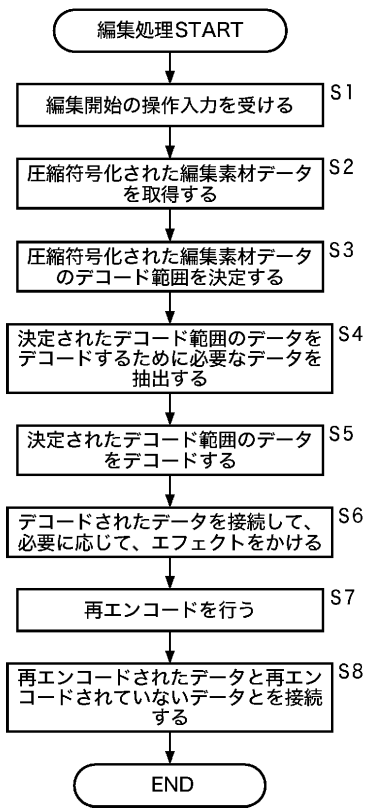 編集処理START
編集開始の操作入力を受ける
S1
圧縮符号化された編集素材データ
を取得する
S2
圧縮符号化された編集素材データ
のデコード範囲を決定する
S3
決定されたデコード範囲のデータを
デコードするために必要なデータを
抽出する
S4
決定されたデコード範囲のデータ
をデコードする
S5
デコードされたデータを接続して、
必要に応じて、エフェクトをかける
S6
再エンコードを行う
S7
再エンコードされたデータと再エン
コードされていないデータとを接続
する
S8
END